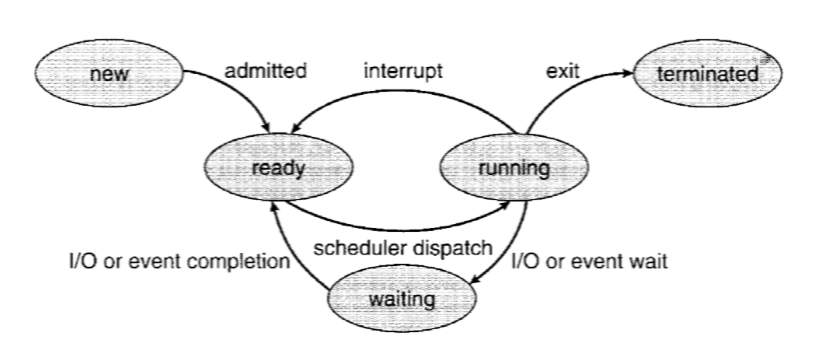 new
admitted
interrupt
exit
terminated
ready
running
scheduler dispatch
I/O or event completion
I/O or event wait
waiting